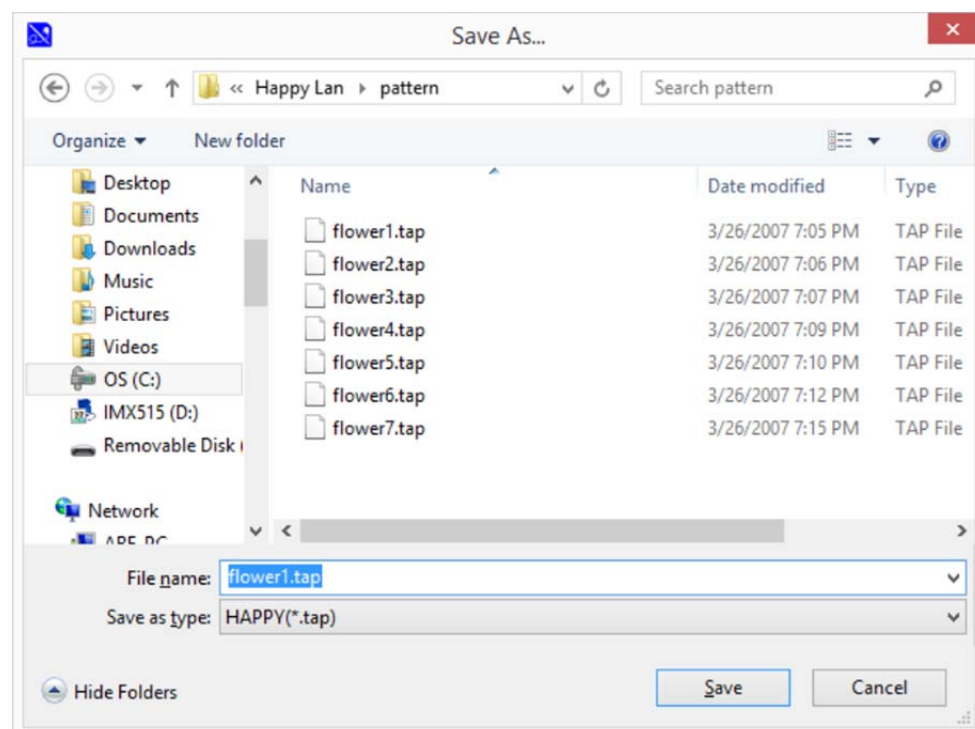 Save As...
« Happy Lan pattern Search pattern
Organize New folder
Name Date modified Type
Desktop
Documents
Downloads
Music
Pictures
Videos
OS (C:)
IMX515 (D:)
Removable Disk (
Network
flower1.tap 3/26/2007 7:05 PM TAP File
flower2.tap 3/26/2007 7:06 PM TAP File
flower3.tap 3/26/2007 7:07 PM TAP File
flower4.tap 3/26/2007 7:09 PM TAP File
flower5.tap 3/26/2007 7:10 PM TAP File
flower6.tap 3/26/2007 7:12 PM TAP File
flower7.tap 3/26/2007 7:15 PM TAP File
File name: flower1.tap
Save as type: HAPPY(*.tap)
Hide Folders Save Cancel